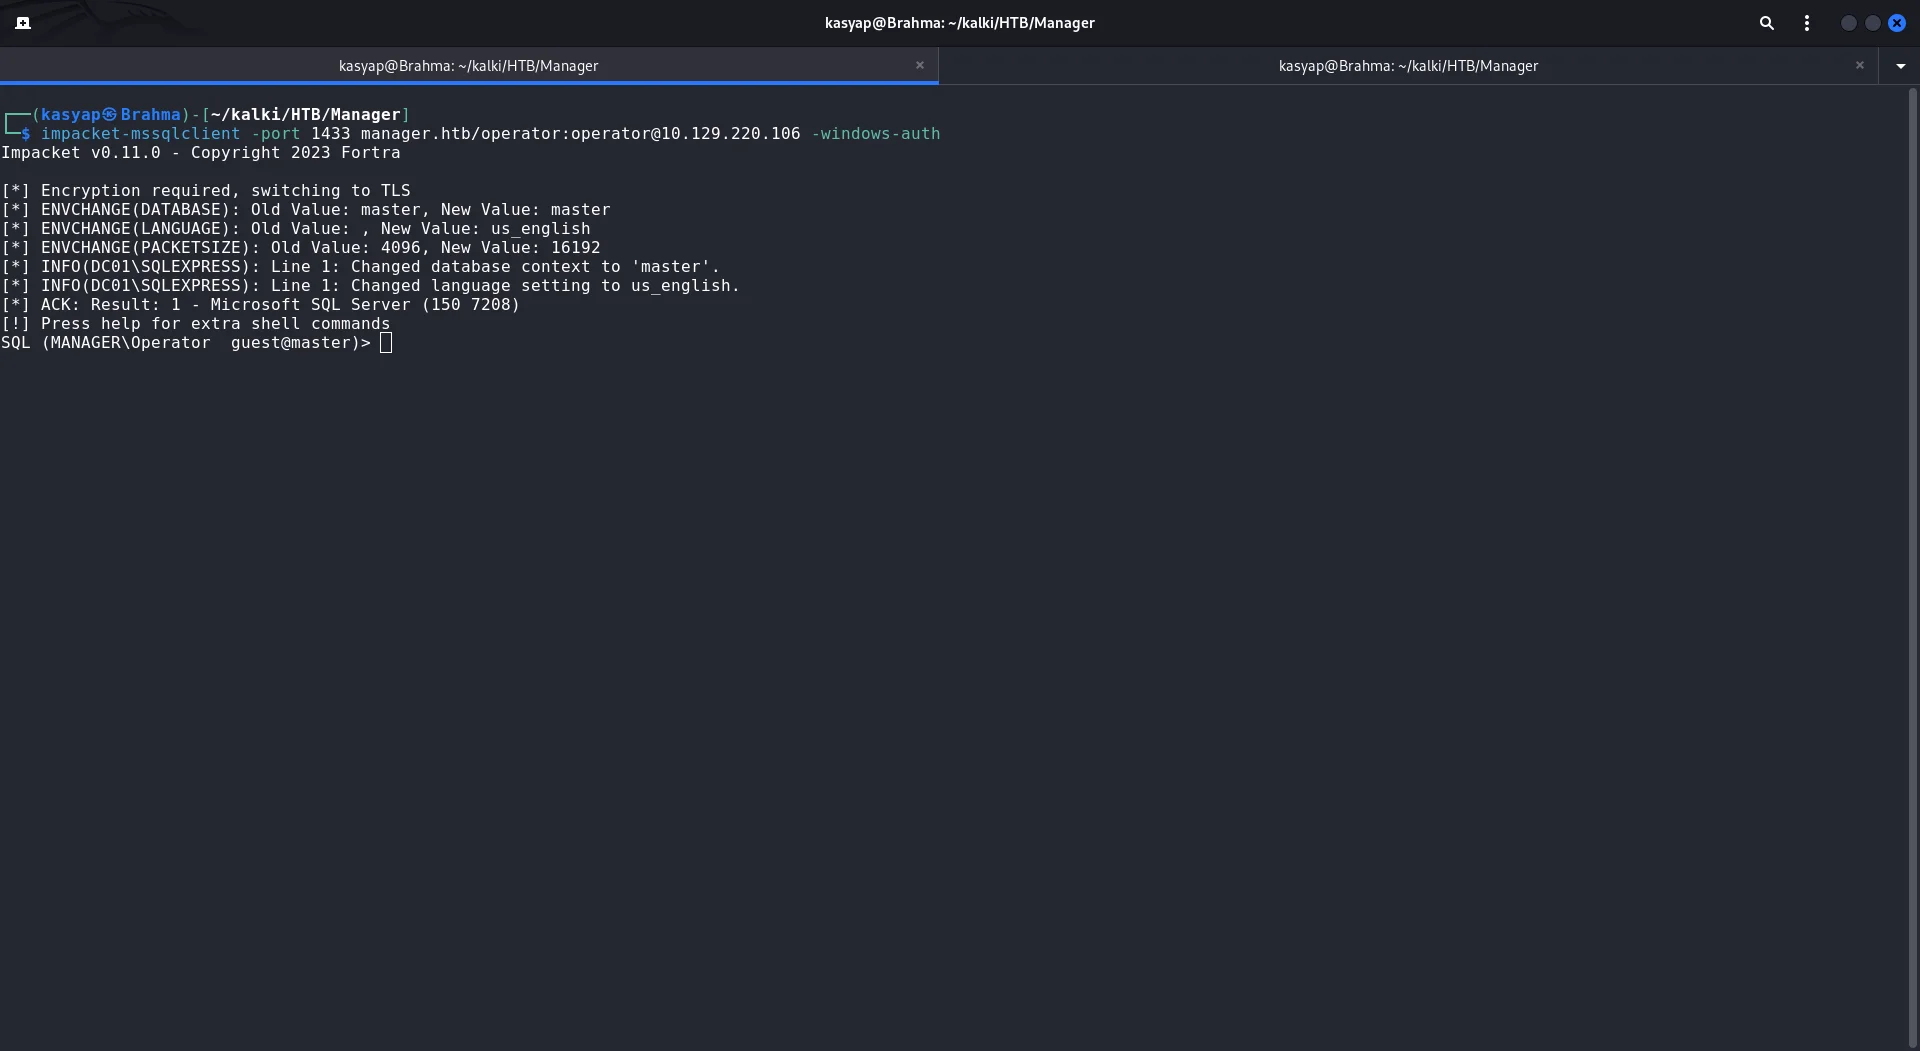 kasyap@Brahma: ~/kalki/HTB/Manager
kasyap@Brahma: ~/kalki/HTB/Manager
kasyap@Brahma: ~/kalki/HTB/Manager
┌──(kasyap㉿Brahma)-[~/kalki/HTB/Manager]
└─$ impacket-mssqlclient -port 1433 manager.htb/operator:operator@10.129.220.106 -windows-auth
Impacket v0.11.0 - Copyright 2023 Fortra
[*] Encryption required, switching to TLS
[*] ENVCHANGE(DATABASE): Old Value: master, New Value: master
[*] ENVCHANGE(LANGUAGE): Old Value: , New Value: us_english
[*] ENVCHANGE(PACKETSIZE): Old Value: 4096, New Value: 16192
[*] INFO(DC01\SQLEXPRESS): Line 1: Changed database context to 'master'.
[*] INFO(DC01\SQLEXPRESS): Line 1: Changed language setting to us_english.
[*] ACK: Result: 1 - Microsoft SQL Server (150 7208)
[!] Press help for extra shell commands
SQL (MANAGER\Operator  guest@master)>